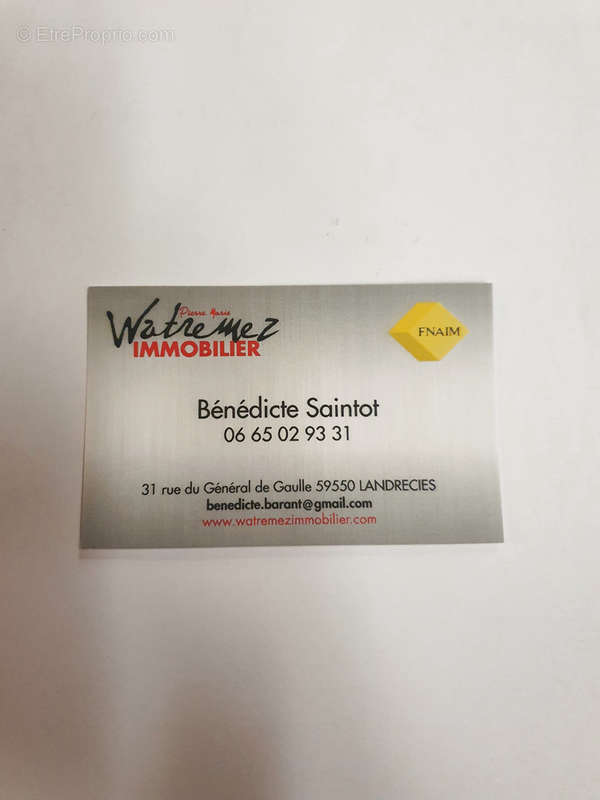 © EtreProprio.com
Pierre Marie
Watremez
IMMOBILIER
FNAIM
Bénédicte Saintot
06 65 02 93 31
31 rue du Général de Gaulle 59550 LANDRECIES
benedicte.barant@gmail.com
www.watremezimmobilier.com